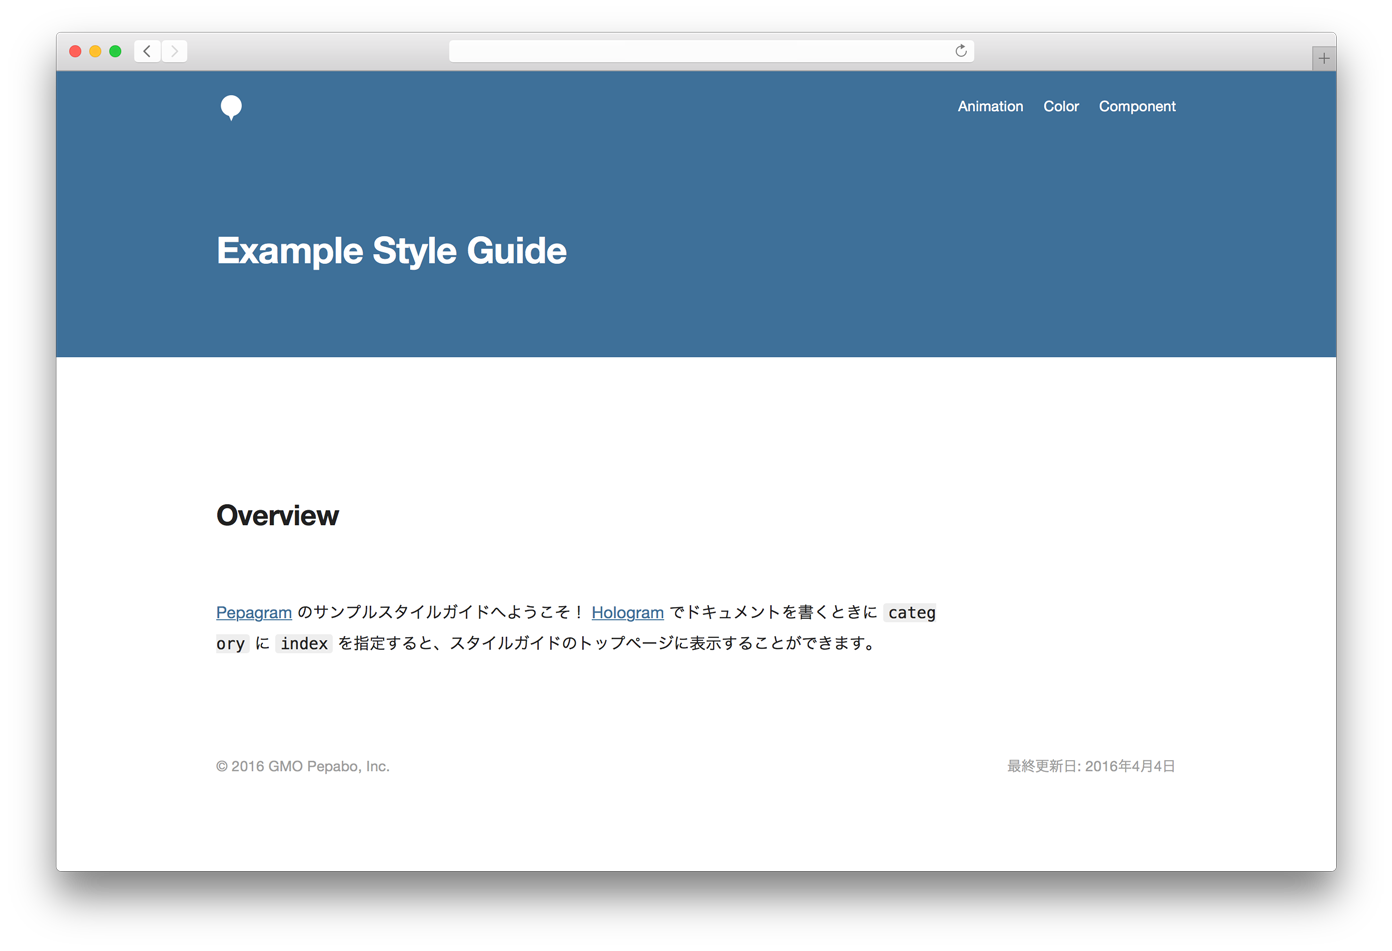 Animation Color Component
Example Style Guide
Overview
Pepagram のサンプルスタイルガイドへようこそ！ Hologram でドキュメントを書くときに categ
ory に index を指定すると、スタイルガイドのトップページに表示することができます。
© 2016 GMO Pepabo, Inc. 最終更新日: 2016年4月4日